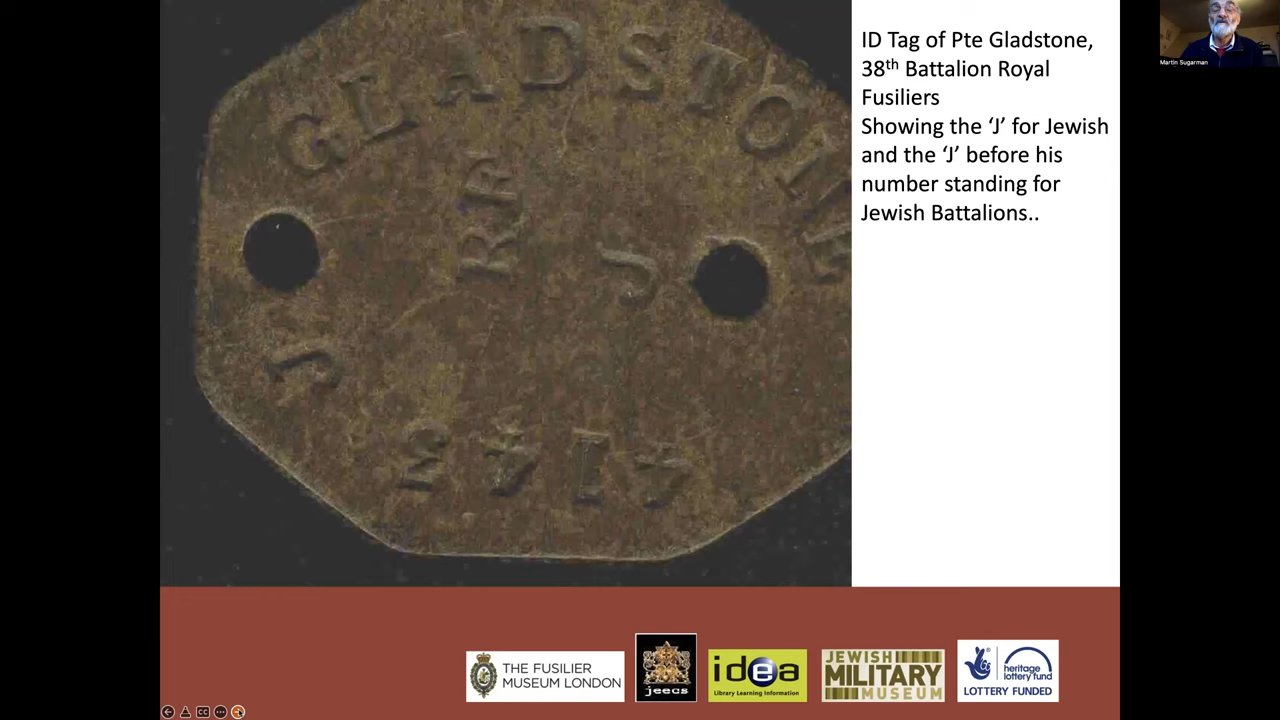 GLADSTONE
RF
J
J
4143
ID Tag of Pte Gladstone,
38th Battalion Royal
Fusiliers
Showing the ‘J’ for Jewish
and the ‘J’ before his
number standing for
Jewish Battalions..
Martin Sugarman
THE FUSILIER
MUSEUM LONDON
jeecs
idea
Library Learning Information
JEWISH
MILITARY
MUSEUM
heritage
lottery fund
LOTTERY FUNDED
CC